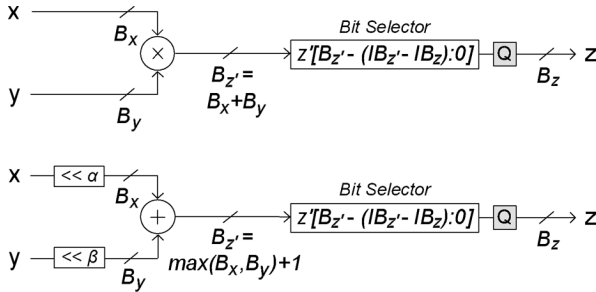 x
B_x
×
y
B_y
B_z' =
B_x+B_y
Bit Selector
z'[B_z' - (IB_z' - IB_z):0]
Q
B_z
z
x
<< α
B_x
+
y
<< β
B_y
B_z' =
max(B_x,B_y)+1
Bit Selector
z'[B_z' - (IB_z' - IB_z):0]
Q
B_z
z